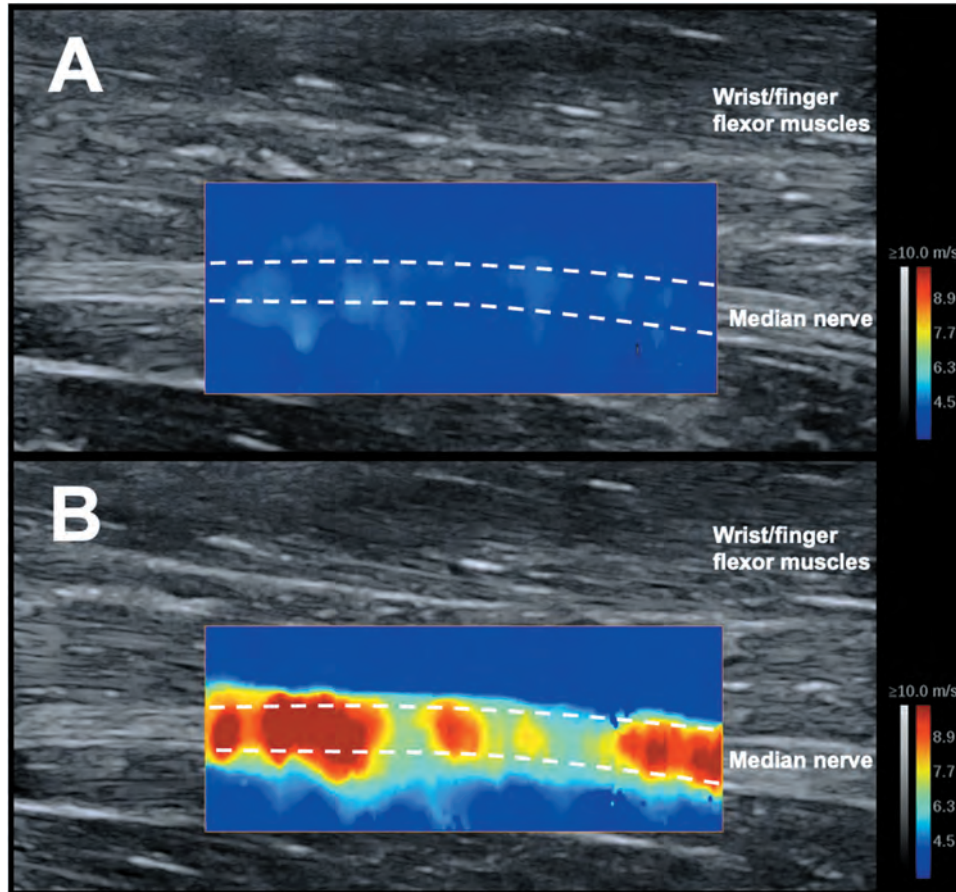 A
Wrist/finger
flexor muscles
≥10.0 m/s
8.9
7.7
6.3
4.5
Median nerve
B
Wrist/finger
flexor muscles
≥10.0 m/s
8.9
7.7
6.3
4.5
Median nerve